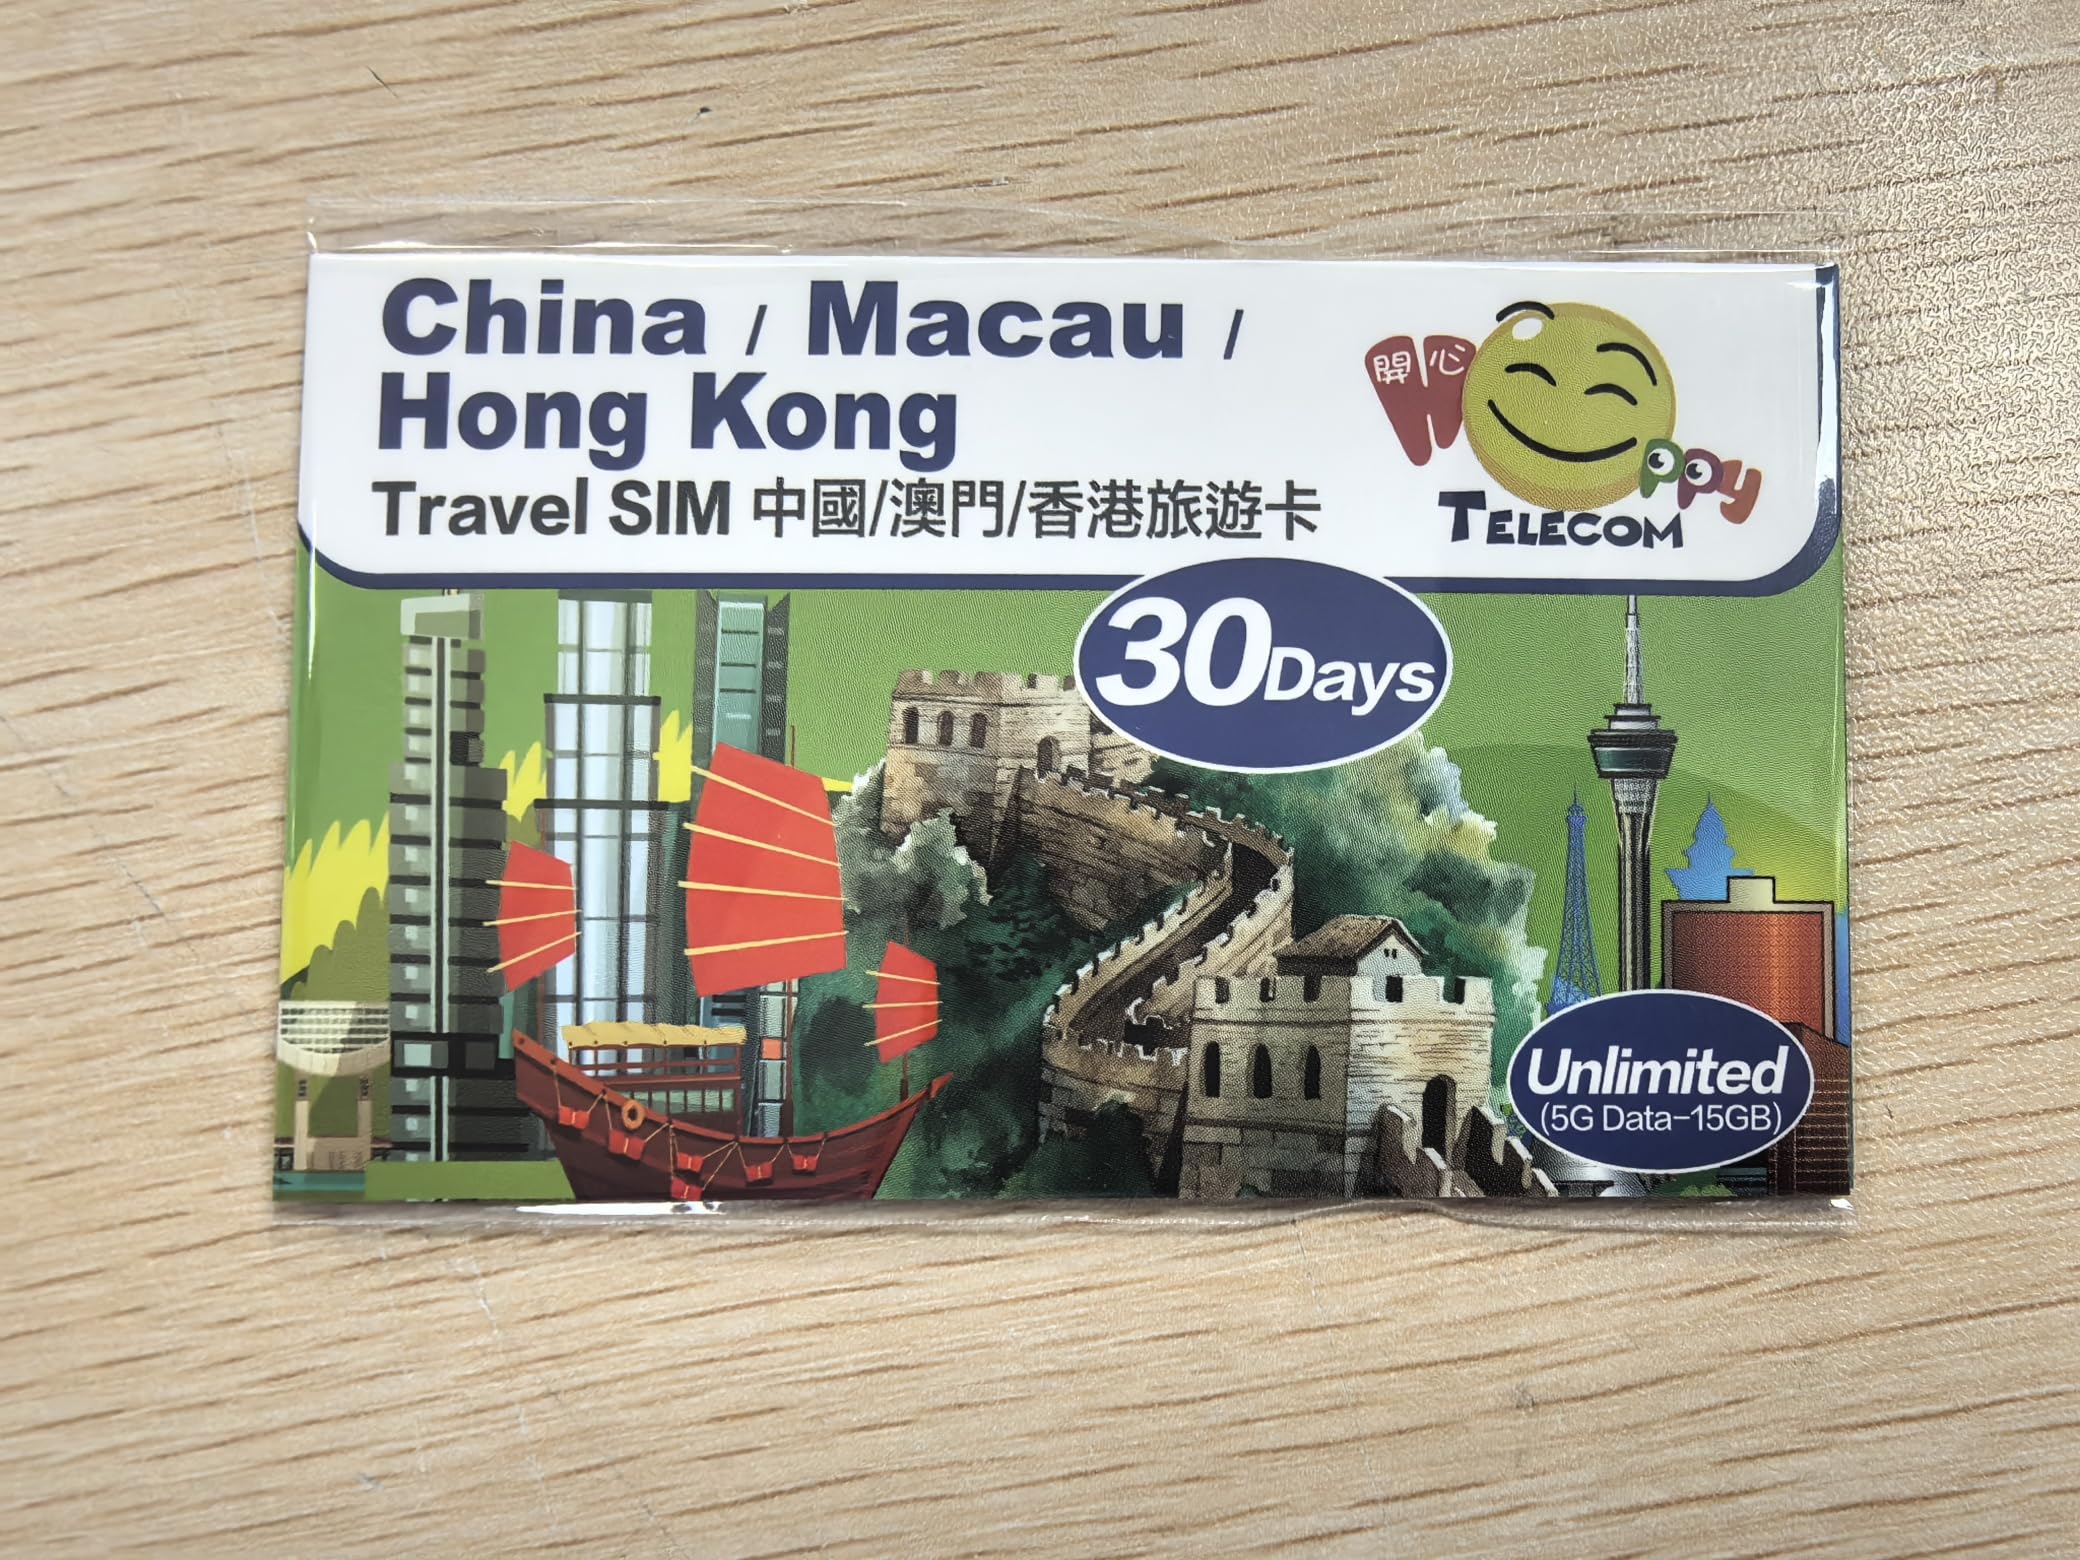 China / Macau /
Hong Kong
Travel SIM 中國/澳門/香港旅遊卡
開心
Happy
TELECOM
30Days
Unlimited
(5G Data-15GB)